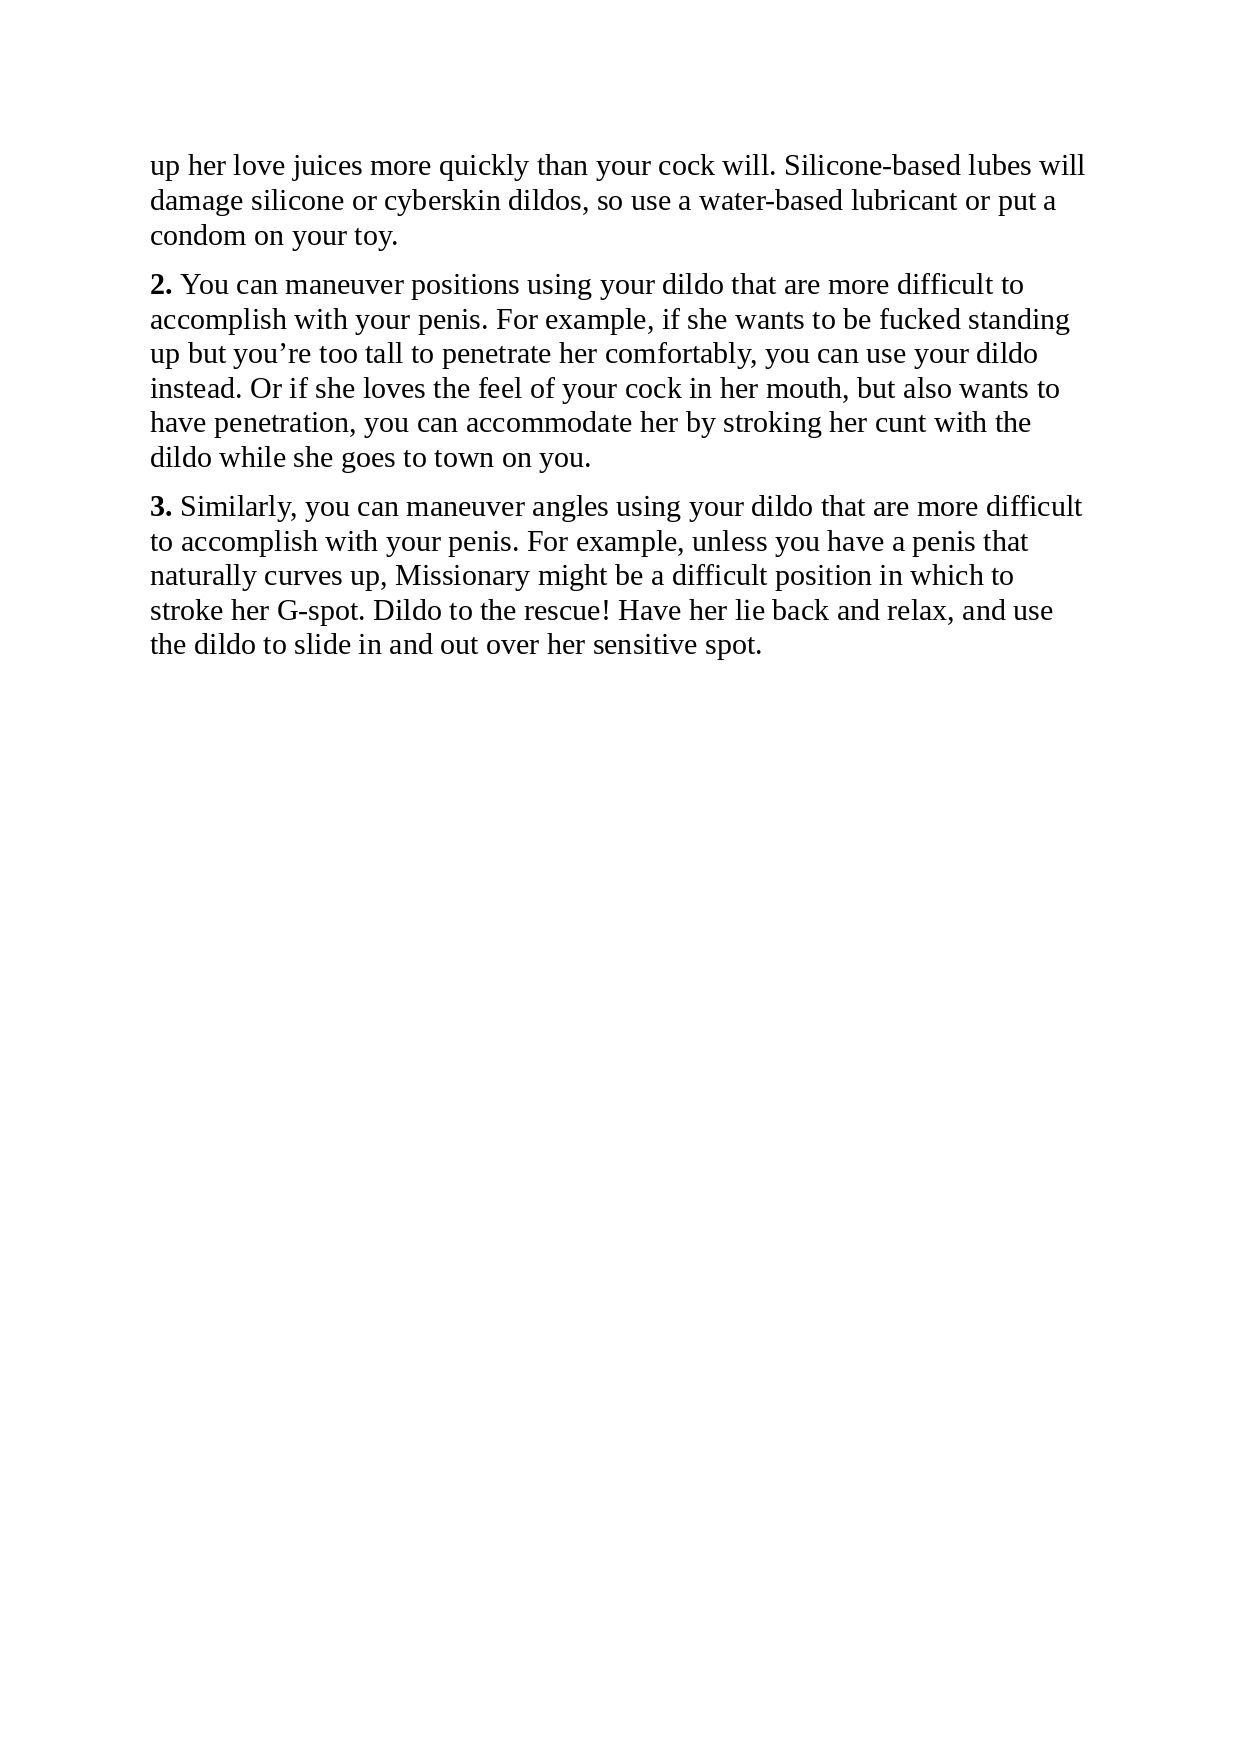 up her love juices more quickly than your cock will. Silicone-based lubes will
damage silicone or cyberskin dildos, so use a water-based lubricant or put a
condom on your toy.
2. You can maneuver positions using your dildo that are more difficult to
accomplish with your penis. For example, if she wants to be fucked standing
up but you’re too tall to penetrate her comfortably, you can use your dildo
instead. Or if she loves the feel of your cock in her mouth, but also wants to
have penetration, you can accommodate her by stroking her cunt with the
dildo while she goes to town on you.
3. Similarly, you can maneuver angles using your dildo that are more difficult
to accomplish with your penis. For example, unless you have a penis that
naturally curves up, Missionary might be a difficult position in which to
stroke her G-spot. Dildo to the rescue! Have her lie back and relax, and use
the dildo to slide in and out over her sensitive spot.